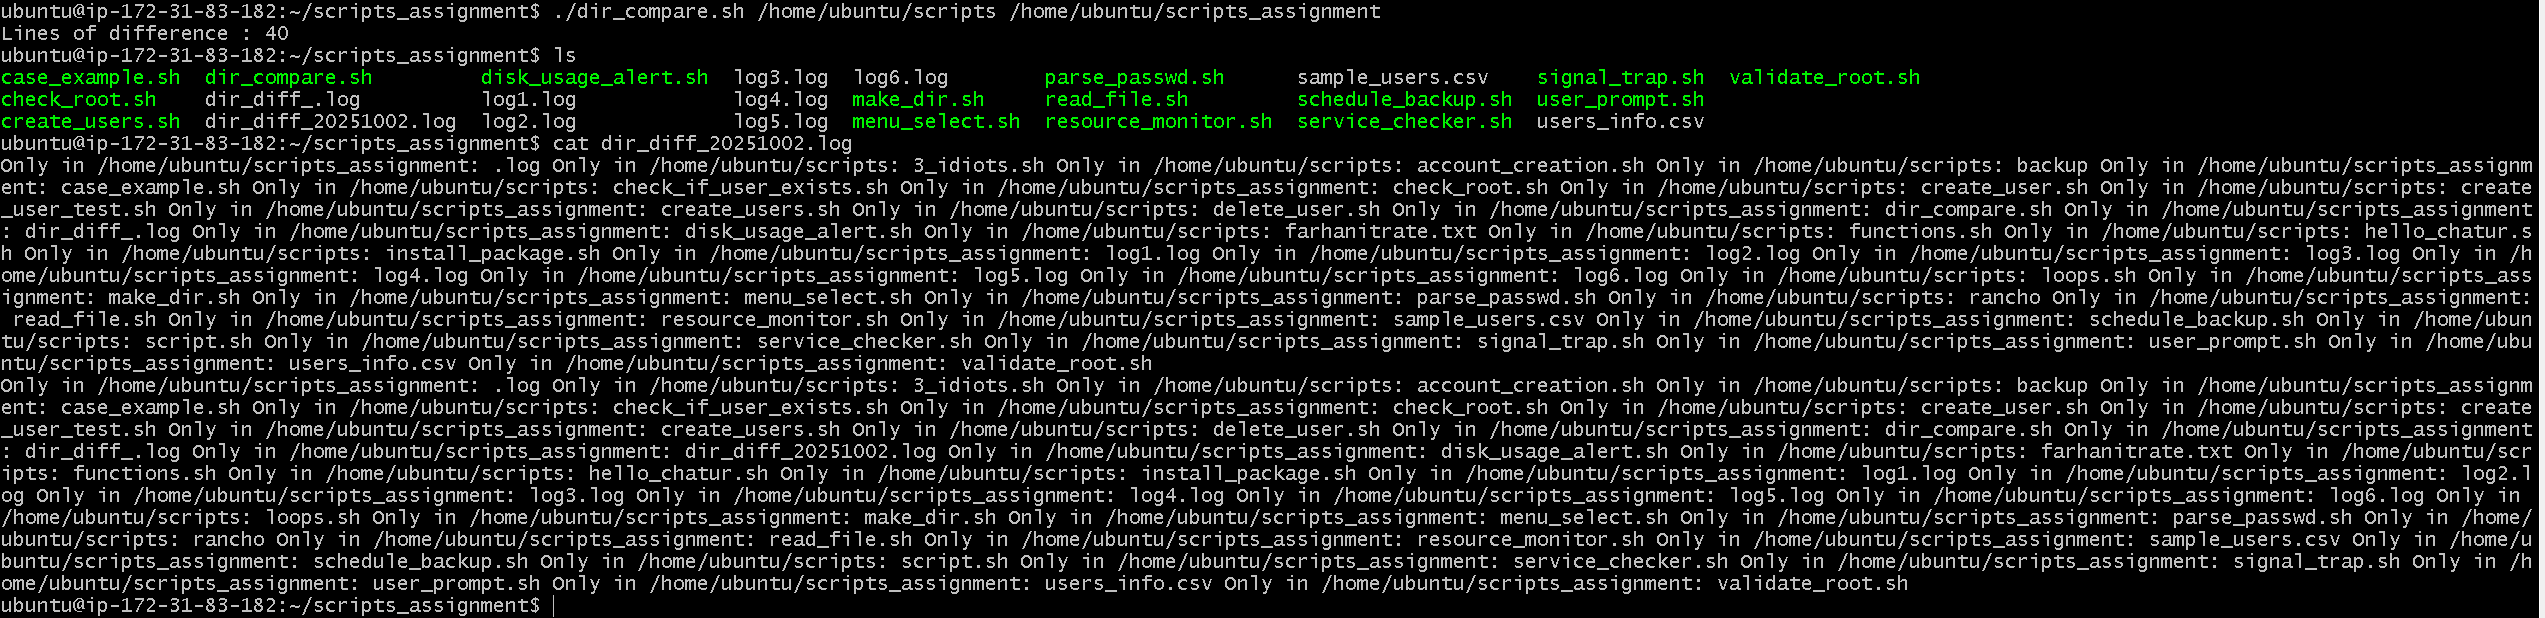 ubuntu@ip-172-31-83-182:~/scripts_assignment$ ./dir_compare.sh /home/ubuntu/scripts /home/ubuntu/scripts_assignment
Lines of difference : 40
ubuntu@ip-172-31-83-182:~/scripts_assignment$ ls
case_example.sh  dir_compare.sh         disk_usage_alert.sh  log3.log  log6.log        parse_passwd.sh      sample_users.csv    signal_trap.sh  validate_root.sh
check_root.sh    dir_diff_.log          log1.log             log4.log  make_dir.sh     read_file.sh         schedule_backup.sh  user_prompt.sh
create_users.sh  dir_diff_20251002.log  log2.log             log5.log  menu_select.sh  resource_monitor.sh  service_checker.sh  users_info.csv
ubuntu@ip-172-31-83-182:~/scripts_assignment$ cat dir_diff_20251002.log
Only in /home/ubuntu/scripts_assignment: .log Only in /home/ubuntu/scripts: 3_idiots.sh Only in /home/ubuntu/scripts: account_creation.sh Only in /home/ubuntu/scripts: backup Only in /home/ubuntu/scripts_assignm
ent: case_example.sh Only in /home/ubuntu/scripts: check_if_user_exists.sh Only in /home/ubuntu/scripts_assignment: check_root.sh Only in /home/ubuntu/scripts: create_user.sh Only in /home/ubuntu/scripts: create
_user_test.sh Only in /home/ubuntu/scripts_assignment: create_users.sh Only in /home/ubuntu/scripts: delete_user.sh Only in /home/ubuntu/scripts_assignment: dir_compare.sh Only in /home/ubuntu/scripts_assignment
: dir_diff_.log Only in /home/ubuntu/scripts_assignment: disk_usage_alert.sh Only in /home/ubuntu/scripts: farhanitrate.txt Only in /home/ubuntu/scripts: functions.sh Only in /home/ubuntu/scripts: hello_chatur.s
h Only in /home/ubuntu/scripts: install_package.sh Only in /home/ubuntu/scripts_assignment: log1.log Only in /home/ubuntu/scripts_assignment: log2.log Only in /home/ubuntu/scripts_assignment: log3.log Only in /h
ome/ubuntu/scripts_assignment: log4.log Only in /home/ubuntu/scripts_assignment: log5.log Only in /home/ubuntu/scripts_assignment: log6.log Only in /home/ubuntu/scripts: loops.sh Only in /home/ubuntu/scripts_ass
ignment: make_dir.sh Only in /home/ubuntu/scripts_assignment: menu_select.sh Only in /home/ubuntu/scripts_assignment: parse_passwd.sh Only in /home/ubuntu/scripts: rancho Only in /home/ubuntu/scripts_assignment:
 read_file.sh Only in /home/ubuntu/scripts_assignment: resource_monitor.sh Only in /home/ubuntu/scripts_assignment: sample_users.csv Only in /home/ubuntu/scripts_assignment: schedule_backup.sh Only in /home/ubun
tu/scripts: script.sh Only in /home/ubuntu/scripts_assignment: service_checker.sh Only in /home/ubuntu/scripts_assignment: signal_trap.sh Only in /home/ubuntu/scripts_assignment: user_prompt.sh Only in /home/ubu
ntu/scripts_assignment: users_info.csv Only in /home/ubuntu/scripts_assignment: validate_root.sh
Only in /home/ubuntu/scripts_assignment: .log Only in /home/ubuntu/scripts: 3_idiots.sh Only in /home/ubuntu/scripts: account_creation.sh Only in /home/ubuntu/scripts: backup Only in /home/ubuntu/scripts_assignm
ent: case_example.sh Only in /home/ubuntu/scripts: check_if_user_exists.sh Only in /home/ubuntu/scripts_assignment: check_root.sh Only in /home/ubuntu/scripts: create_user.sh Only in /home/ubuntu/scripts: create
_user_test.sh Only in /home/ubuntu/scripts_assignment: create_users.sh Only in /home/ubuntu/scripts: delete_user.sh Only in /home/ubuntu/scripts_assignment: dir_compare.sh Only in /home/ubuntu/scripts_assignment
: dir_diff_.log Only in /home/ubuntu/scripts_assignment: dir_diff_20251002.log Only in /home/ubuntu/scripts_assignment: disk_usage_alert.sh Only in /home/ubuntu/scripts: farhanitrate.txt Only in /home/ubuntu/scr
ipts: functions.sh Only in /home/ubuntu/scripts: hello_chatur.sh Only in /home/ubuntu/scripts: install_package.sh Only in /home/ubuntu/scripts_assignment: log1.log Only in /home/ubuntu/scripts_assignment: log2.l
og Only in /home/ubuntu/scripts_assignment: log3.log Only in /home/ubuntu/scripts_assignment: log4.log Only in /home/ubuntu/scripts_assignment: log5.log Only in /home/ubuntu/scripts_assignment: log6.log Only in 
/home/ubuntu/scripts: loops.sh Only in /home/ubuntu/scripts_assignment: make_dir.sh Only in /home/ubuntu/scripts_assignment: menu_select.sh Only in /home/ubuntu/scripts_assignment: parse_passwd.sh Only in /home/
ubuntu/scripts: rancho Only in /home/ubuntu/scripts_assignment: read_file.sh Only in /home/ubuntu/scripts_assignment: resource_monitor.sh Only in /home/ubuntu/scripts_assignment: sample_users.csv Only in /home/u
buntu/scripts_assignment: schedule_backup.sh Only in /home/ubuntu/scripts: script.sh Only in /home/ubuntu/scripts_assignment: service_checker.sh Only in /home/ubuntu/scripts_assignment: signal_trap.sh Only in /h
ome/ubuntu/scripts_assignment: user_prompt.sh Only in /home/ubuntu/scripts_assignment: users_info.csv Only in /home/ubuntu/scripts_assignment: validate_root.sh
ubuntu@ip-172-31-83-182:~/scripts_assignment$